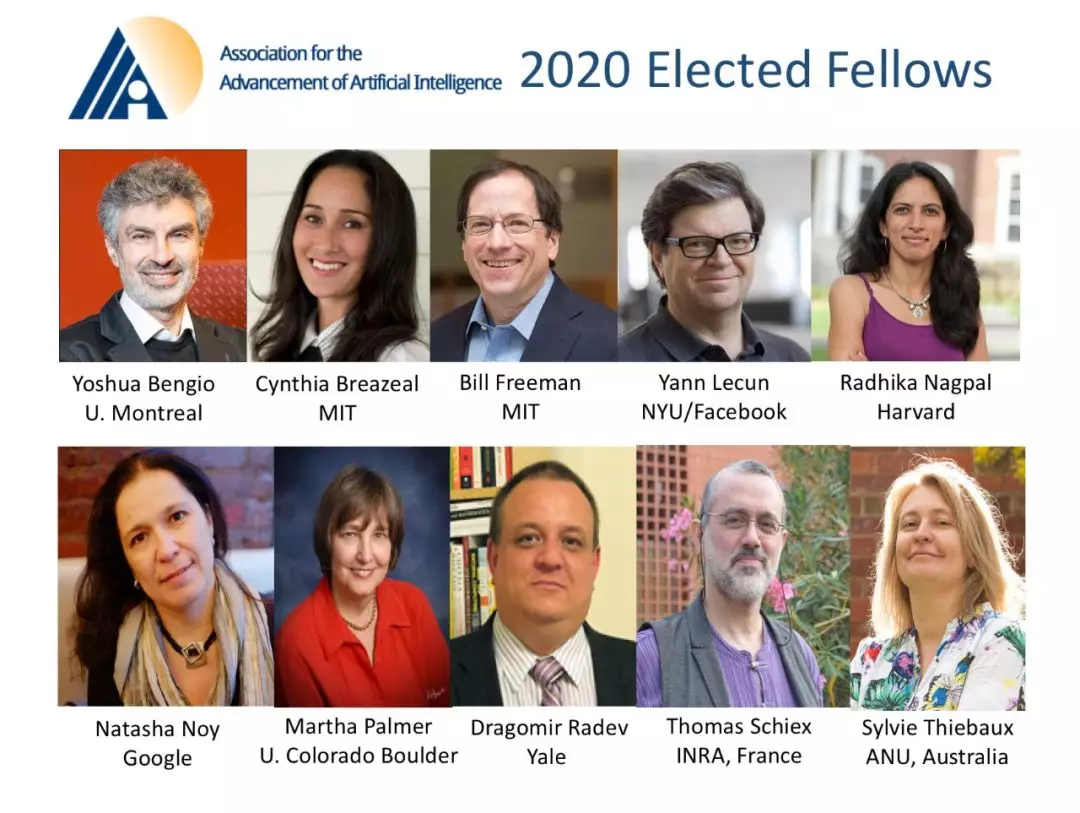 Association for the
Advancement of Artificial Intelligence
2020 Elected Fellows
Yoshua Bengio
U. Montreal
Cynthia Breazeal
MIT
Bill Freeman
MIT
Yann Lecun
NYU/Facebook
Radhika Nagpal
Harvard
Natasha Noy
Google
Martha Palmer
U. Colorado Boulder
Dragomir Radev
Yale
Thomas Schiex
INRA, France
Sylvie Thiebaux
ANU, Australia